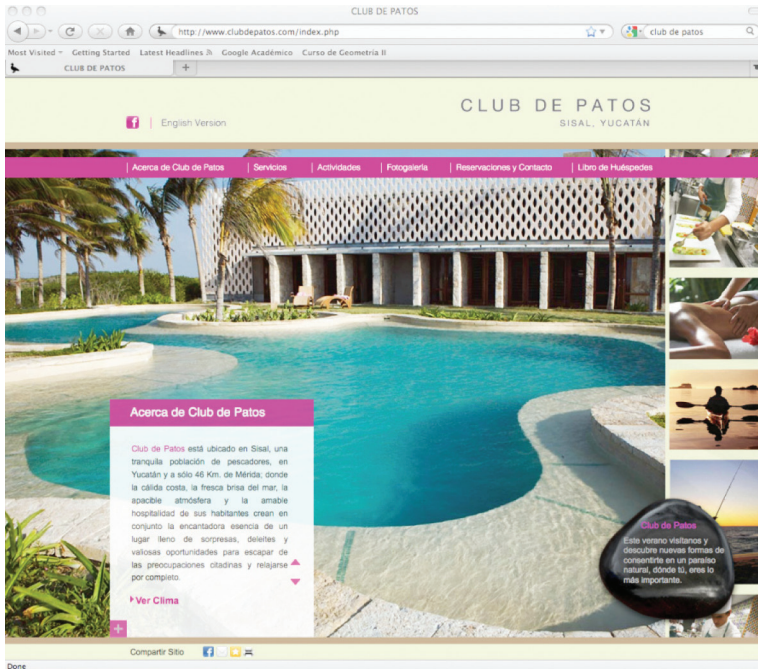 CLUB DE PATOS
http://www.clubdepatos.com/index.php
club de patos
Most Visited
Getting Started
Latest Headlines
Google Académico
Curso de Geometría II
CLUB DE PATOS
+
f | English Version
CLUB DE PATOS
SISAL, YUCATÁN
| Acerca de Club de Patos | Servicios | Actividades | Fotogalería | Reservaciones y Contacto | Libro de Huéspedes
Acerca de Club de Patos
Club de Patos está ubicado en Sisal, una
tranquila población de pescadores, en
Yucatán y a sólo 46 Km. de Mérida; donde
la cálida costa, la fresca brisa del mar, la
apacible atmósfera y la amable
hospitalidad de sus habitantes crean en
conjunto la encantadora esencia de un
lugar lleno de sorpresas, deleites y
valiosas oportunidades para escapar de
las preocupaciones citadinas y relajarse
por completo.
Ver Clima
+
Club de Patos
Este verano visítanos y
descubre nuevas formas de
consentirte en un paraíso
natural, dónde tú, eres lo
más importante.
Compartir Sitio f
Done